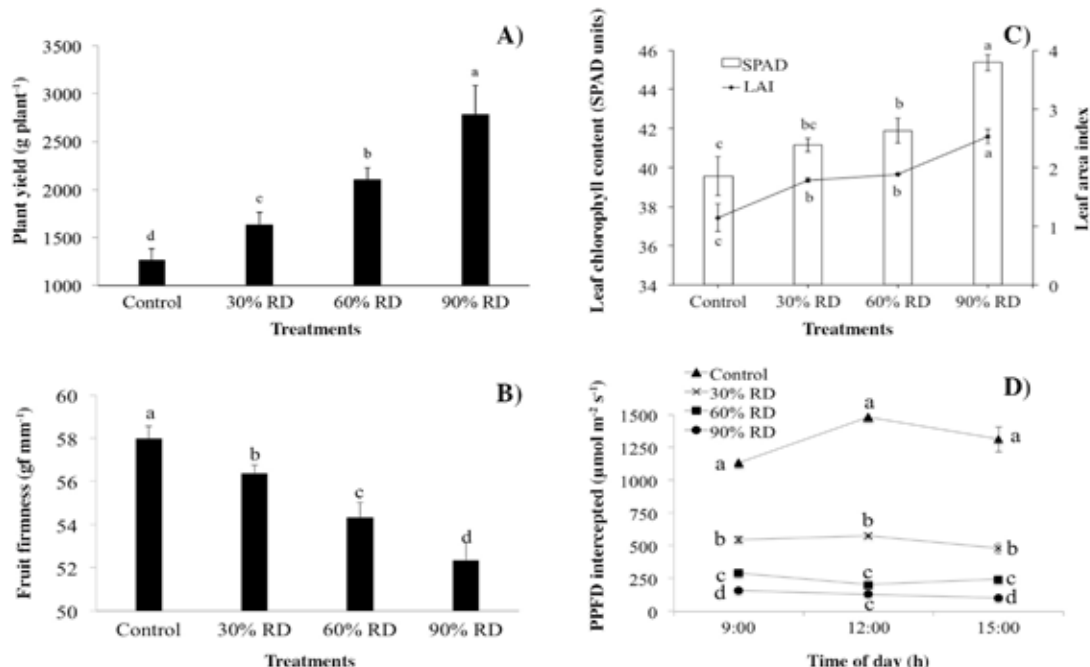 A)
Plant yield (g plant⁻¹)
3500
3000
2500
2000
1500
1000
d
c
b
a
Control 30% RD 60% RD 90% RD
Treatments
B)
Fruit firmness (gf mm⁻¹)
60
58
56
54
52
50
a
b
c
d
Control 30% RD 60% RD 90% RD
Treatments
C)
Leaf chlorophyll content (SPAD units)
46
44
42
40
38
36
34
SPAD
LAI
c
bc
b
a
c
b
b
a
4
3
2
1
0
Leaf area index
Control 30% RD 60% RD 90% RD
Treatments
D)
Control
30% RD
60% RD
90% RD
PPFD intercepted (µmol m⁻² s⁻¹)
1500
1250
1000
750
500
250
0
a
a
a
b
b
b
c
c
c
d
c
d
9:00 12:00 15:00
Time of day (h)